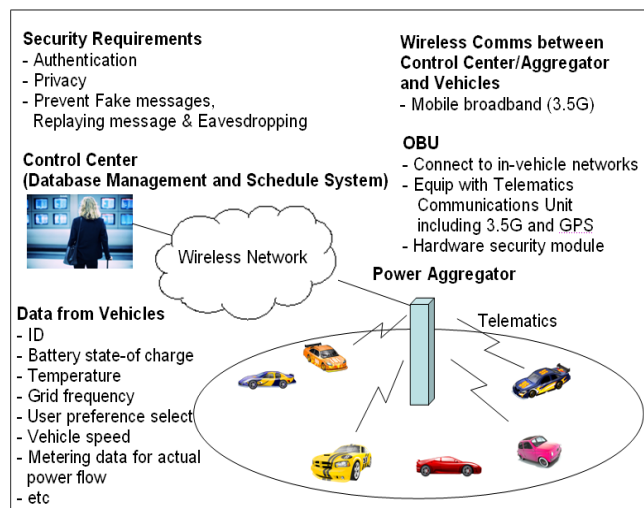 Security Requirements
- Authentication
- Privacy
- Prevent Fake messages,
Replaying message & Eavesdropping
Control Center
(Database Management and Schedule System)
Wireless Comms between
Control Center/Aggregator
and Vehicles
- Mobile broadband (3.5G)
OBU
- Connect to in-vehicle networks
- Equip with Telematics
Communications Unit
including 3.5G and GPS
- Hardware security module
Wireless Network
Power Aggregator
Telematics
Data from Vehicles
- ID
- Battery state-of charge
- Temperature
- Grid frequency
- User preference select
- Vehicle speed
- Metering data for actual
power flow
- etc